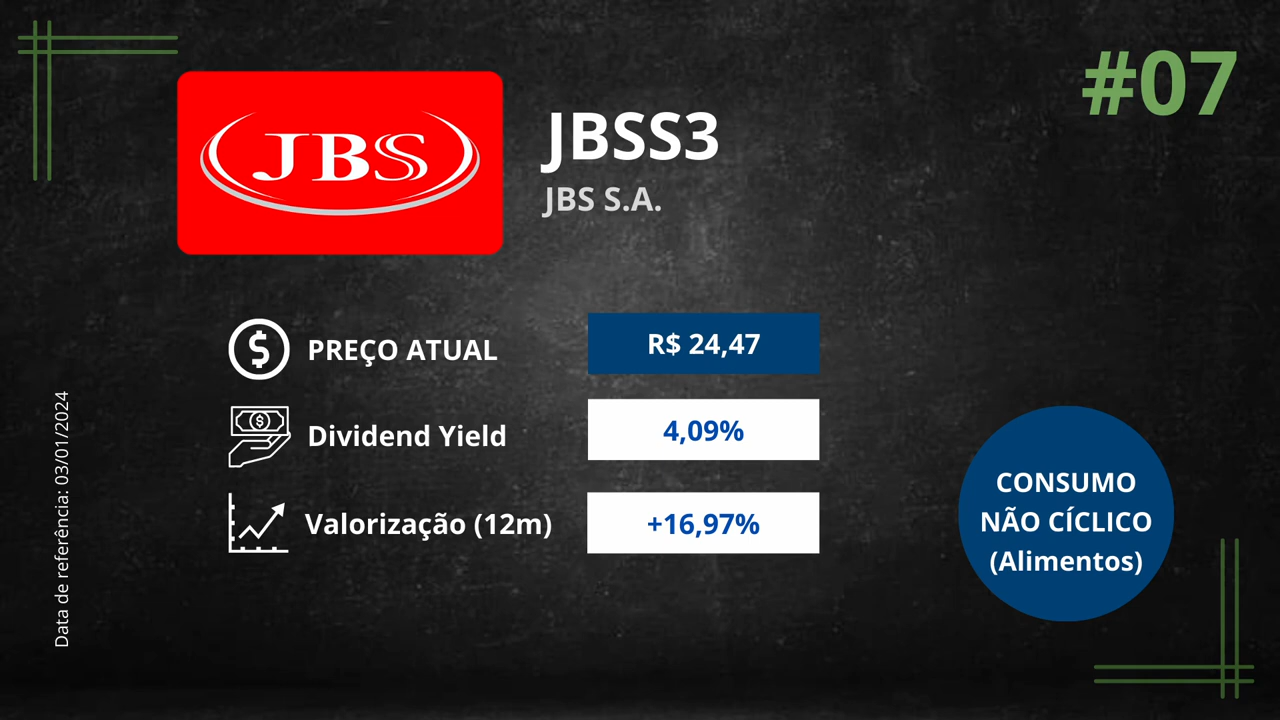 #07
JBS
JBSS3
JBS S.A.
PREÇO ATUAL
R$ 24,47
Dividend Yield
4,09%
Valorização (12m)
+16,97%
CONSUMO
NÃO CÍCLICO
(Alimentos)
Data de referência: 03/01/2024